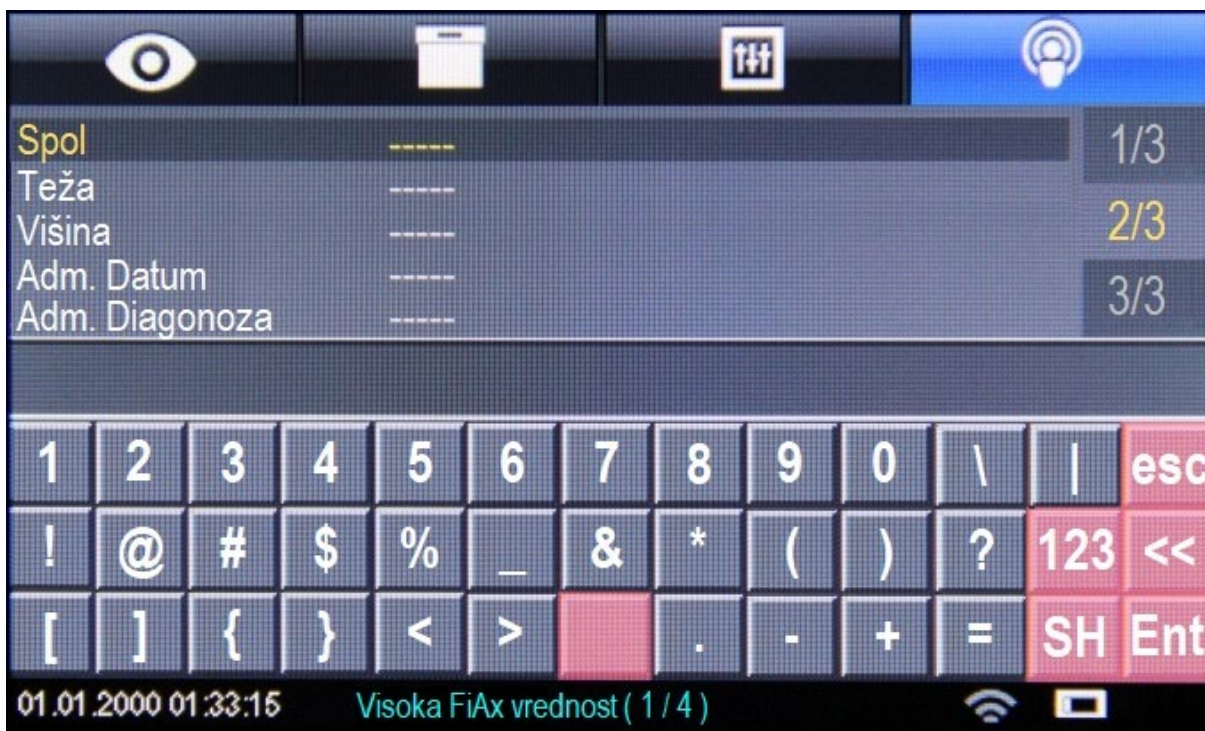 Spol -----
1/3
Teža -----
Višina -----
2/3
Adm. Datum -----
Adm. Diagonoza -----
3/3
1 2 3 4 5 6 7 8 9 0 \ | esc
! @ # $ % _ & * ( ) ? 123 <<
[ ] { } < > . - + = SH Ent
01.01.2000 01:33:15 Visoka FiAx vrednost ( 1 / 4 )